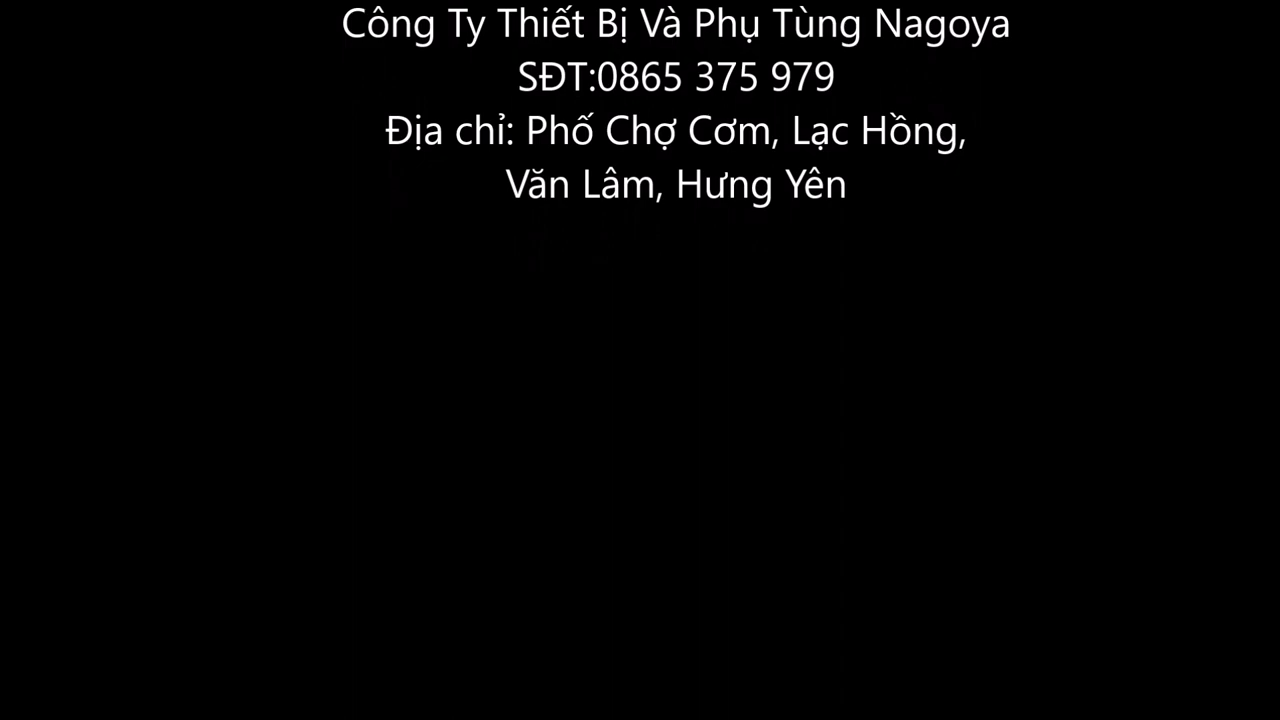 Công Ty Thiết Bị Và Phụ Tùng Nagoya
SĐT:0865 375 979
Địa chỉ: Phố Chợ Cơm, Lạc Hồng,
Văn Lâm, Hưng Yên